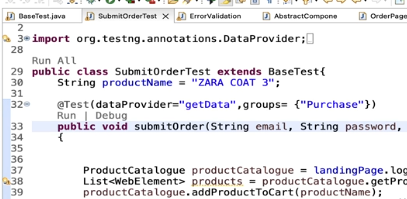 BaseTest.java
SubmitOrderTest
ErrorValidation
AbstractCompone
OrderPage
2
3 import org.testng.annotations.DataProvider;
28
Run All
29 public class SubmitOrderTest extends BaseTest{
30 String productName = "ZARA COAT 3";
31
32 @Test(dataProvider="getData",groups= {"Purchase"})
Run | Debug
33 public void submitOrder(String email, String password,
34 {
35
36
37 ProductCatalogue productCatalogue = landingPage.log
38 List<WebElement> products = productCatalogue.getPro
39 productCatalogue.addProductToCart(productName);